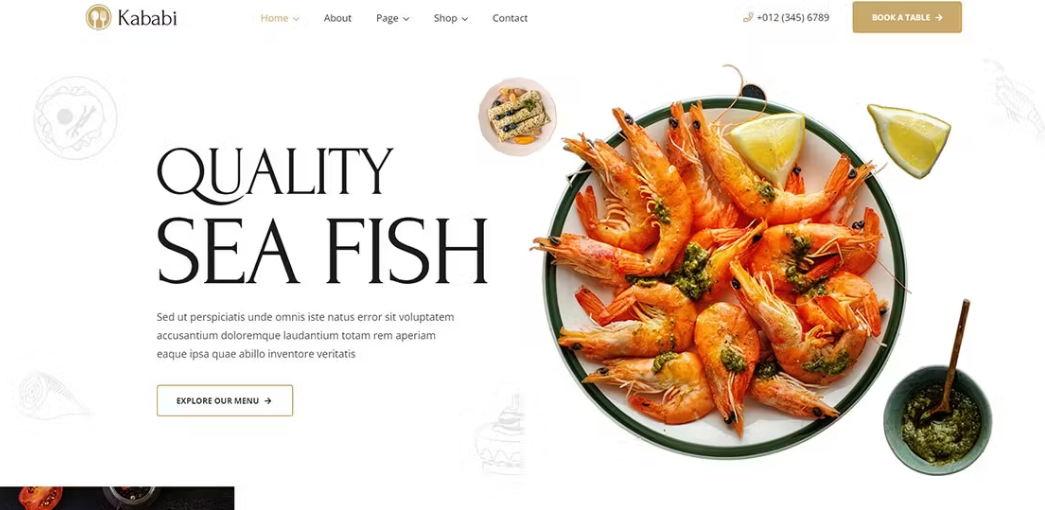 Kababi
Home About Page Shop Contact
+012 (345) 6789
BOOK A TABLE
QUALITY
SEA FISH
Sed ut perspiciatis unde omnis iste natus error sit voluptatem
accusantium doloremque laudantium totam rem aperiam
eaque ipsa quae abillo inventore veritatis
EXPLORE OUR MENU